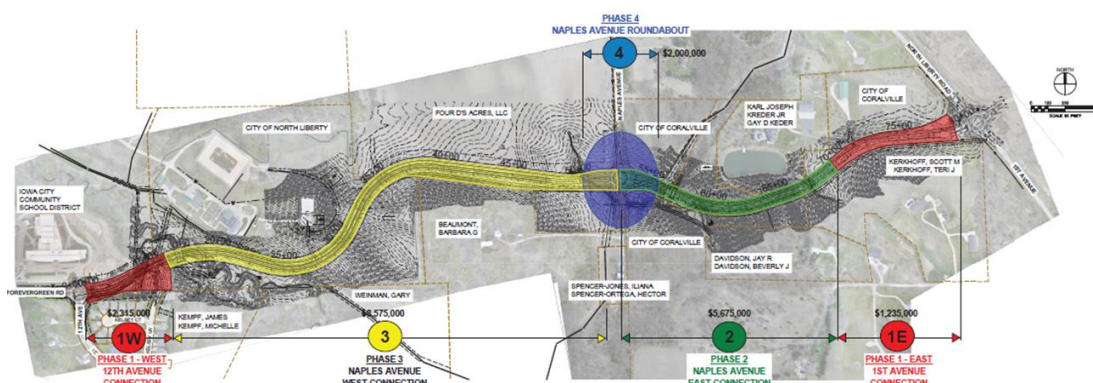 PHASE 4
NAPLES AVENUE ROUNDABOUT
4
$2,000,000
NAPLES AVENUE
NORTH LIBERTY ROAD
NORTH
SCALE IN FEET
CITY OF
CORALVILLE
KARL JOSEPH
KREDER JR
GAY D KEDER
FOUR D'S ACRES, LLC
CITY OF NORTH LIBERTY
CITY OF CORALVILLE
KERKHOFF, SCOTT M
KERKHOFF, TERI J
1ST AVENUE
IOWA CITY
COMMUNITY
SCHOOL DISTRICT
BEAUMONT,
BARBARA G
CITY OF CORALVILLE
DAVIDSON, JAY R
DAVIDSON, BEVERLY J
SPENCER-JONES, ILIANA
SPENCER-ORTEGA, HECTOR
FOREVERGREEN RD
12TH AVE
KELSEY CT
WEINMAN, GARY
KEMPF, JAMES
KEMPF, MICHELLE
$2,315,000
$5,675,000
$1,235,000
1W
3
2
1E
PHASE 1 - WEST
12TH AVENUE
CONNECTION
PHASE 3
NAPLES AVENUE
WEST CONNECTION
PHASE 2
NAPLES AVENUE
EAST CONNECTION
PHASE 1 - EAST
1ST AVENUE
CONNECTION